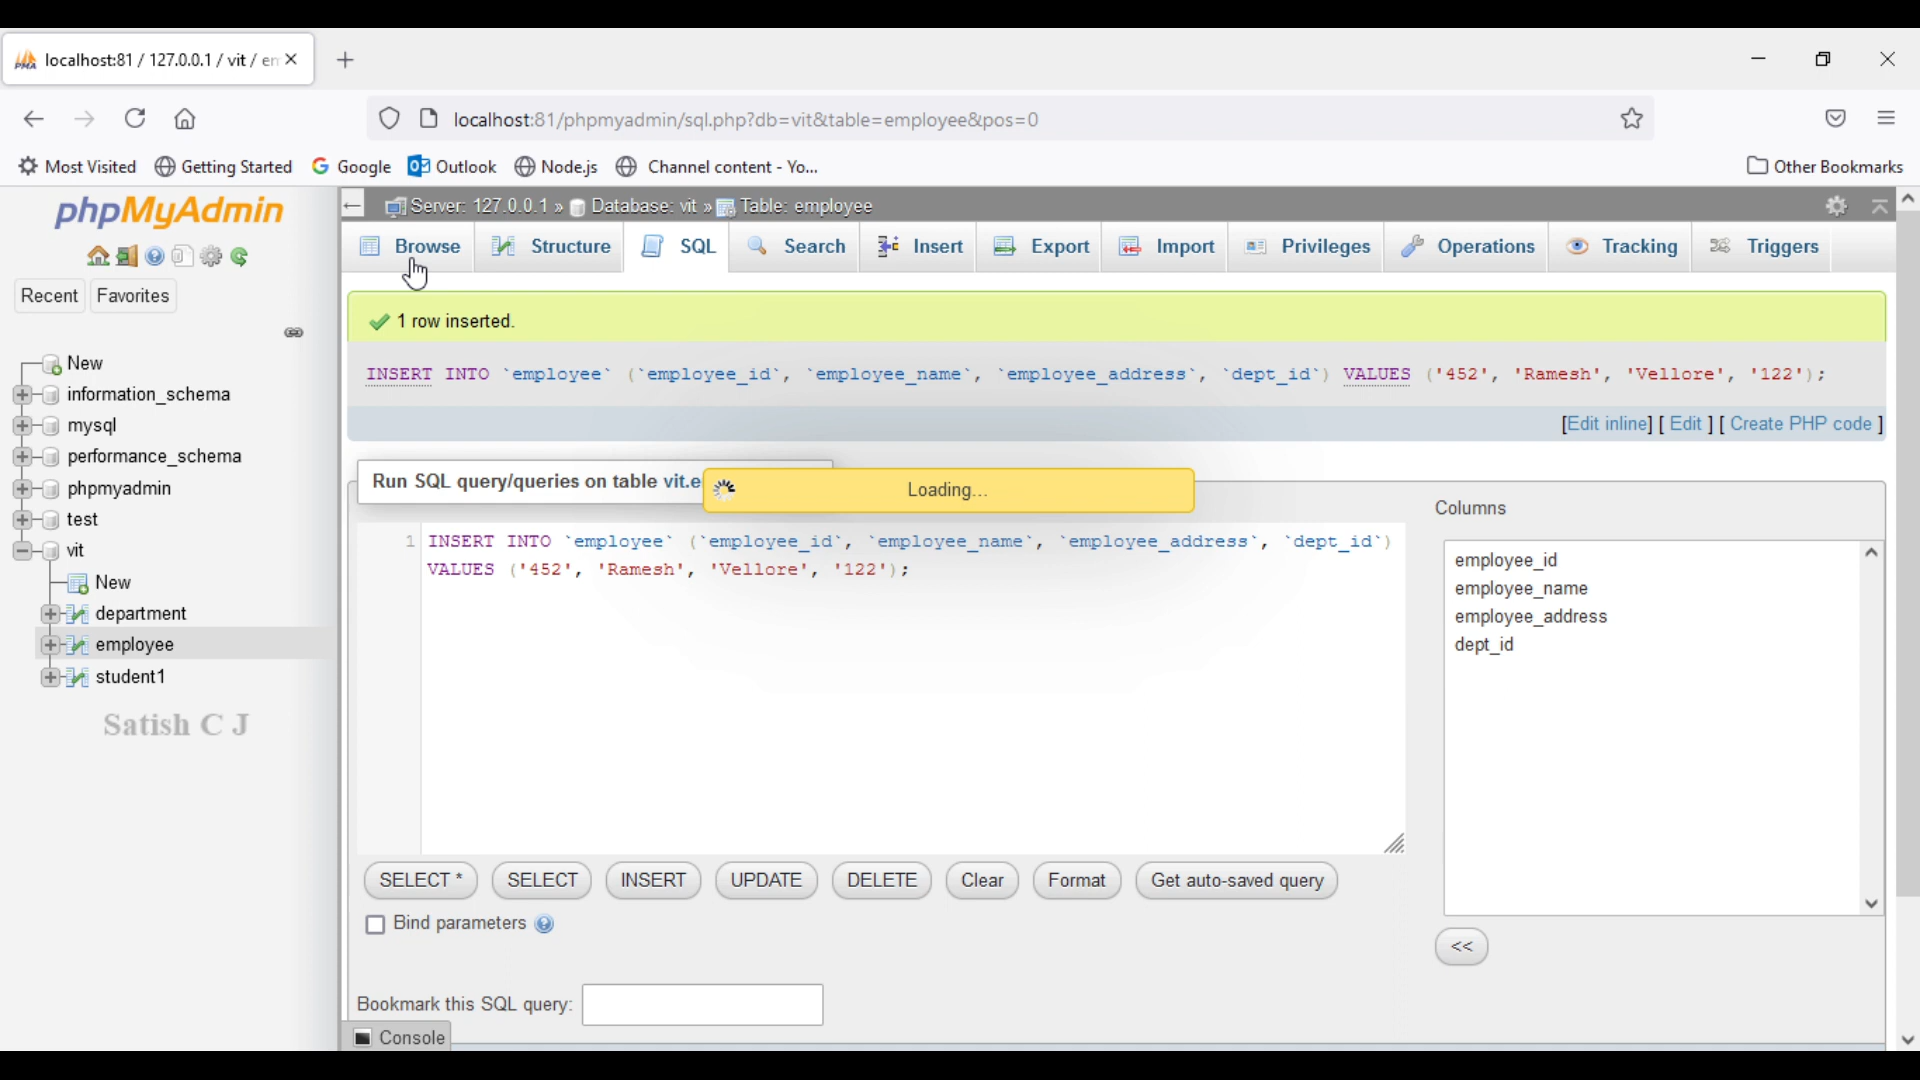 localhost:81 / 127.0.0.1 / vit / en
localhost:81/phpmyadmin/sql.php?db=vit&table=employee&pos=0
Most Visited Getting Started Google Outlook Node.js Channel content - Yo... Other Bookmarks
phpMyAdmin
Server: 127.0.0.1 » Database: vit » Table: employee
Browse Structure SQL Search Insert Export Import Privileges Operations Tracking Triggers
Recent Favorites
1 row inserted.
New
INSERT INTO `employee` (`employee_id`, `employee_name`, `employee_address`, `dept_id`) VALUES ('452', 'Ramesh', 'Vellore', '122');
information_schema
mysql
[Edit inline] [ Edit ] [ Create PHP code ]
performance_schema
phpmyadmin
test
vit
New
department
employee
student1
Satish C J
Run SQL query/queries on table vit.e
Loading...
Columns
1 INSERT INTO `employee` (`employee_id`, `employee_name`, `employee_address`, `dept_id`)
VALUES ('452', 'Ramesh', 'Vellore', '122');
employee_id
employee_name
employee_address
dept_id
SELECT * SELECT INSERT UPDATE DELETE Clear Format Get auto-saved query
Bind parameters
<<
Bookmark this SQL query:
Console